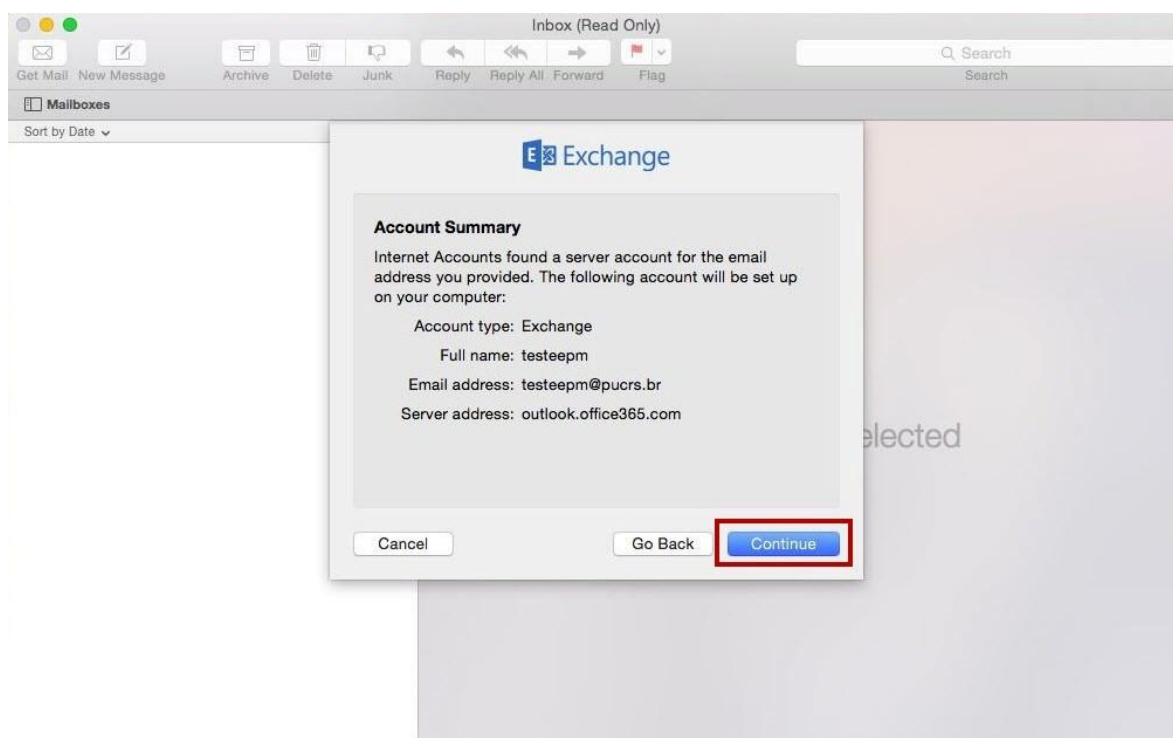 Inbox (Read Only)
Get Mail New Message Archive Delete Junk Reply Reply All Forward Flag Search
Search
Mailboxes
Sort by Date
E Exchange
Account Summary
Internet Accounts found a server account for the email
address you provided. The following account will be set up
on your computer:
Account type: Exchange
Full name: testeepm
Email address: testeepm@pucrs.br
Server address: outlook.office365.com
elected
Cancel Go Back Continue